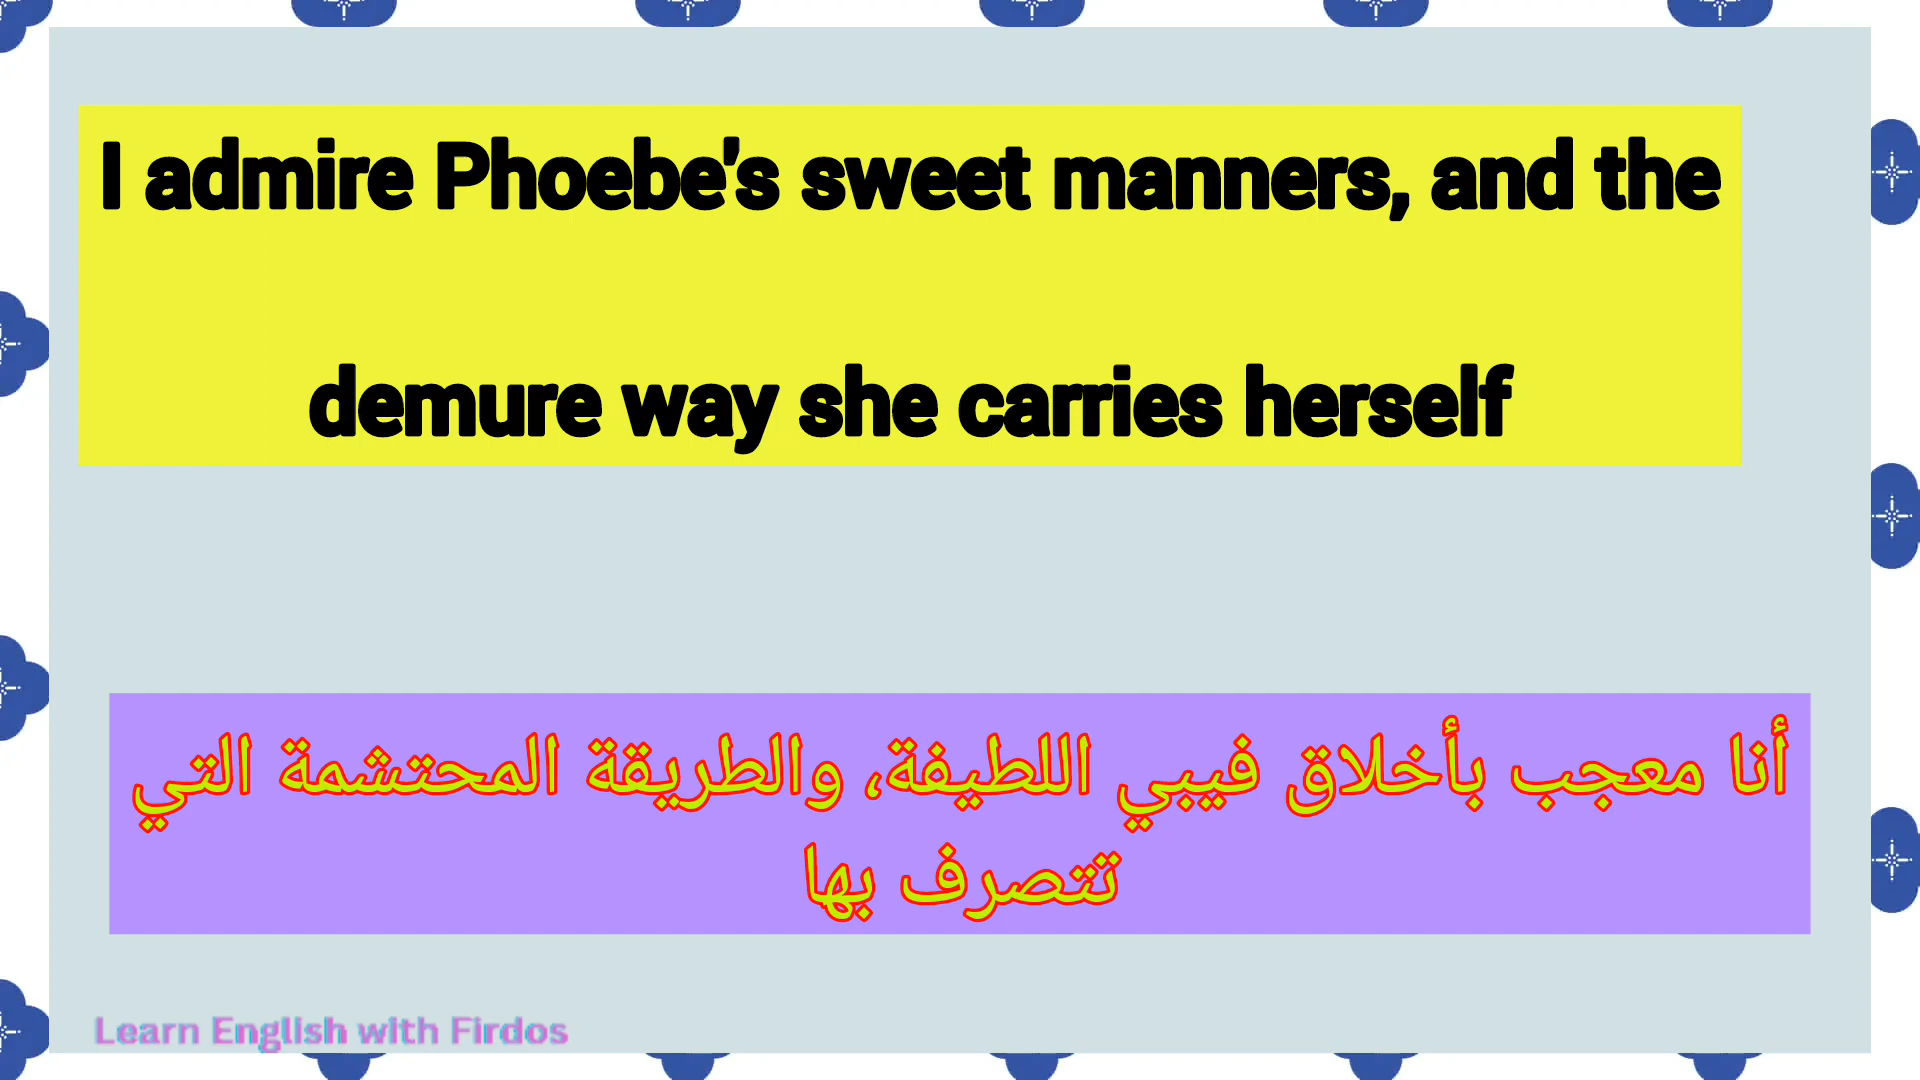 I admire Phoebe's sweet manners, and the
demure way she carries herself
أنا معجب بأخلاق فيبي اللطيفة، والطريقة المحتشمة التي
تتصرف بها
Learn English with Firdos